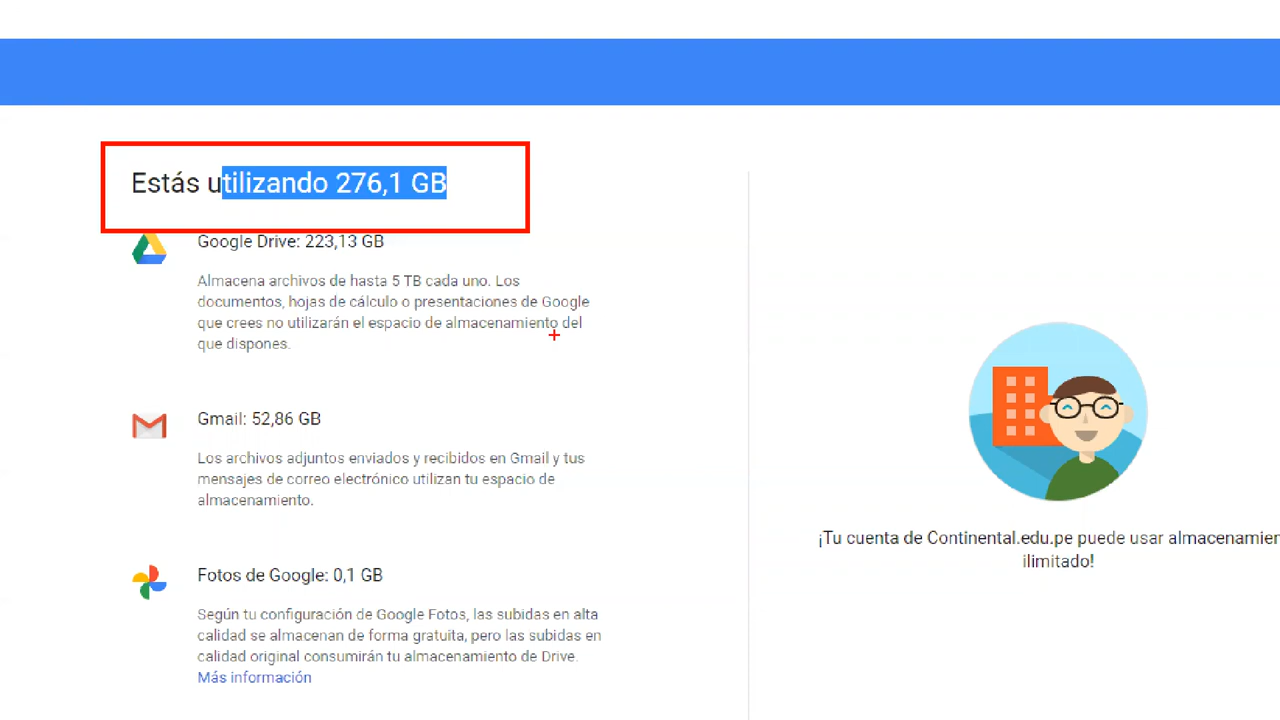 Estás utilizando 276,1 GB
Google Drive: 223,13 GB
Almacena archivos de hasta 5 TB cada uno. Los
documentos, hojas de cálculo o presentaciones de Google
que crees no utilizarán el espacio de almacenamiento del
que dispones.
Gmail: 52,86 GB
Los archivos adjuntos enviados y recibidos en Gmail y tus
mensajes de correo electrónico utilizan tu espacio de
almacenamiento.
Fotos de Google: 0,1 GB
Según tu configuración de Google Fotos, las subidas en alta
calidad se almacenan de forma gratuita, pero las subidas en
calidad original consumirán tu almacenamiento de Drive.
Más información
¡Tu cuenta de Continental.edu.pe puede usar almacenamien
ilimitado!